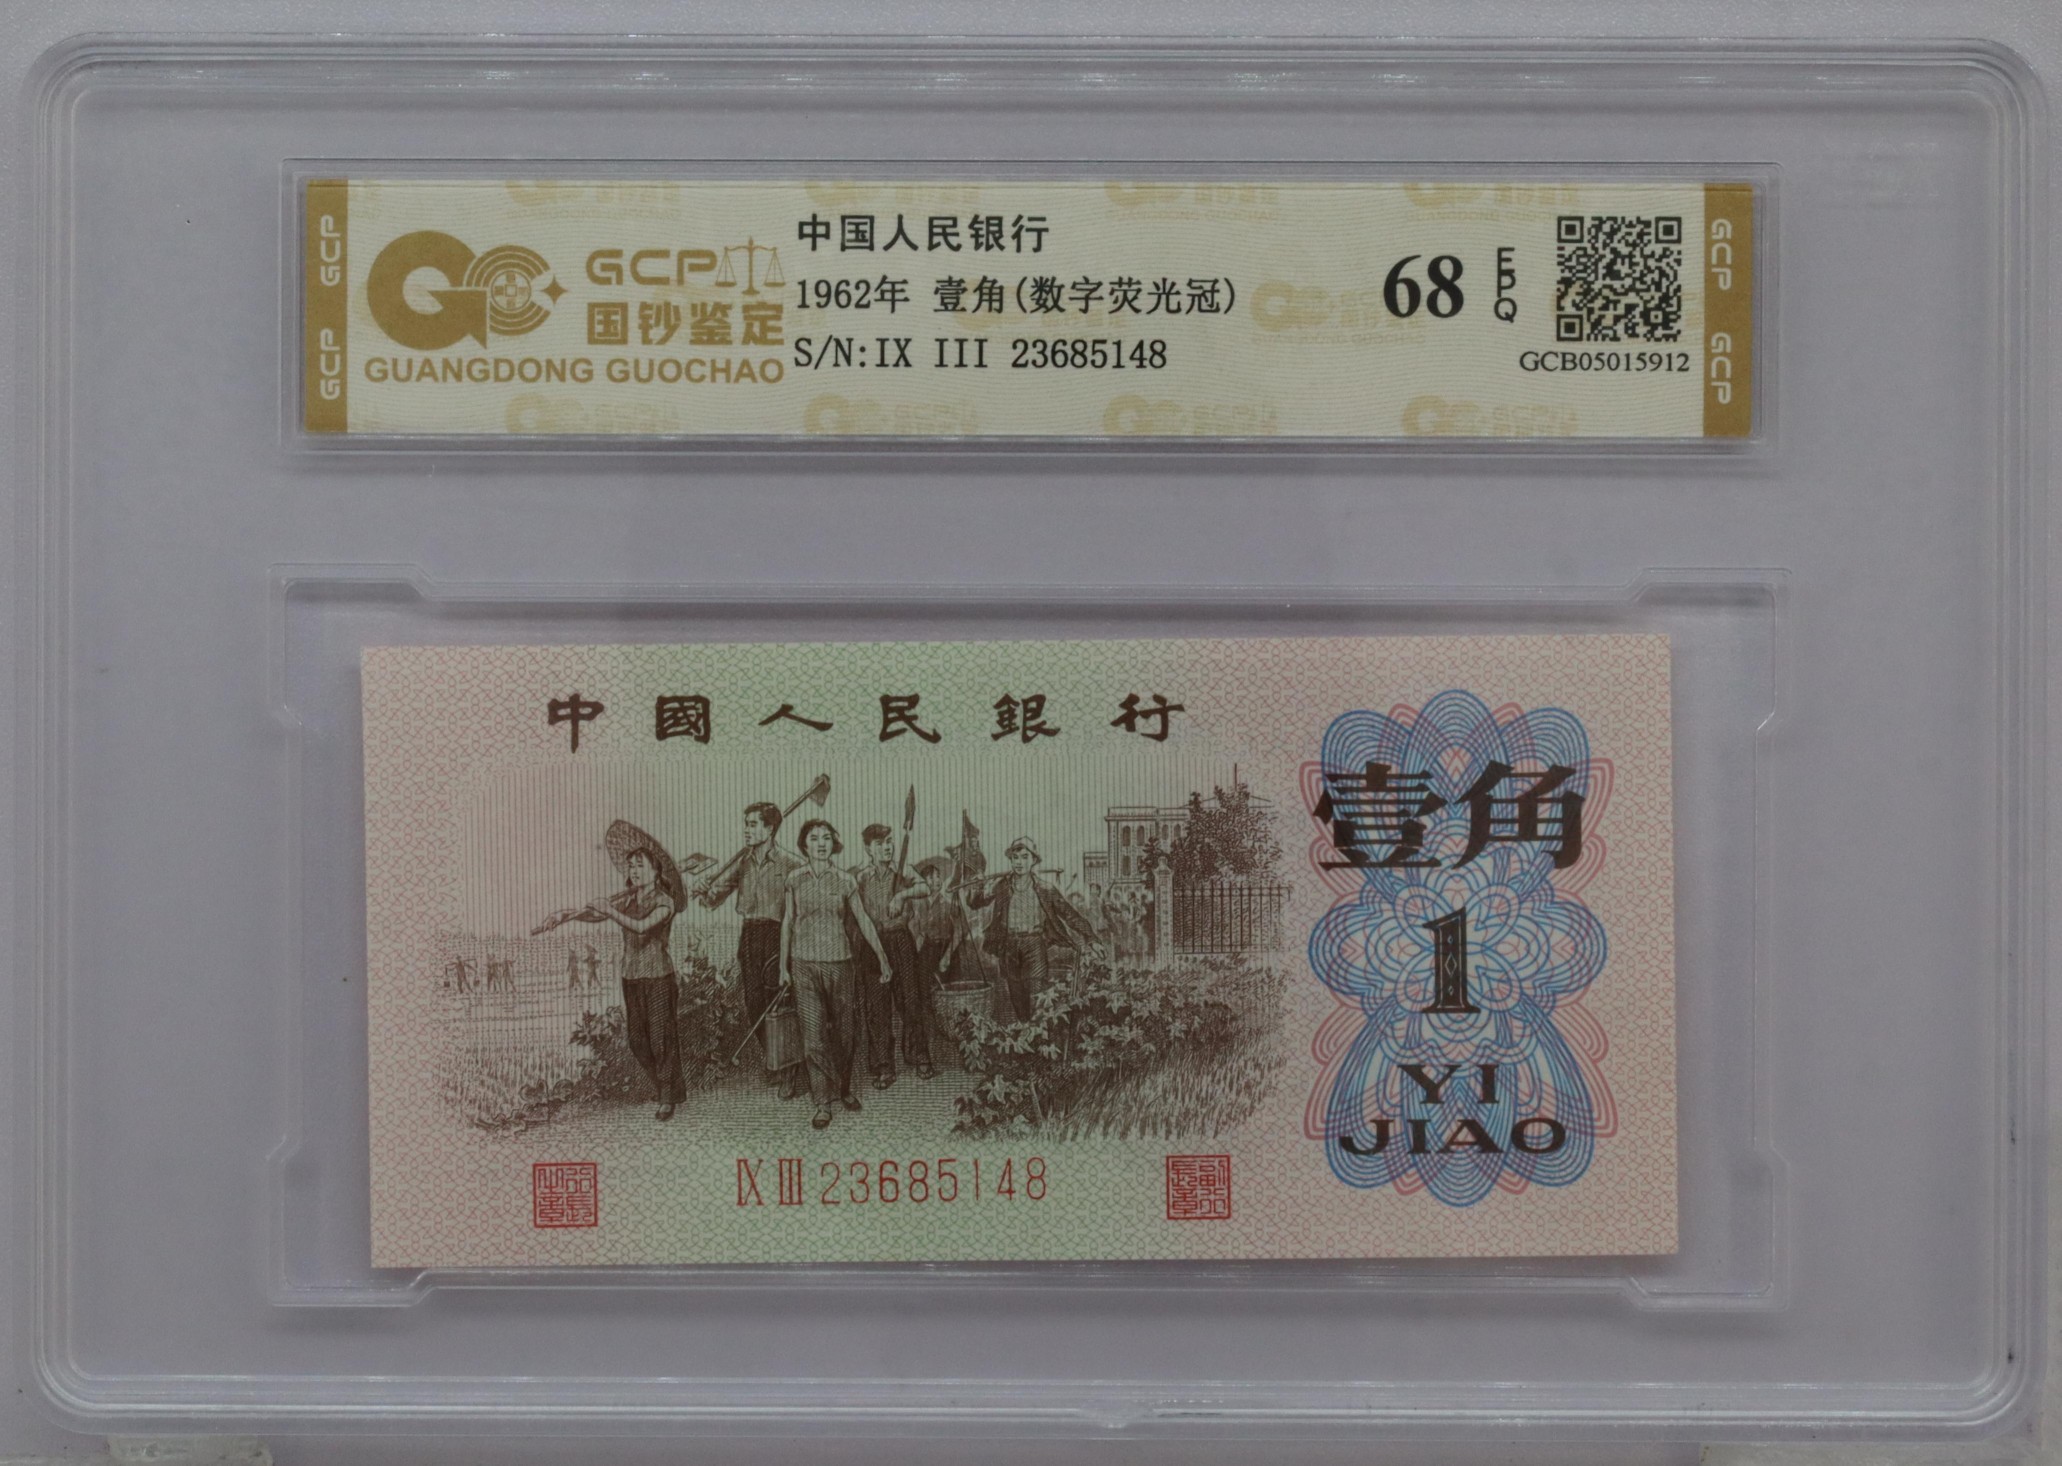 GCP
GCP
GCP
国钞鉴定
GUANGDONG GUOCHAO
中国人民银行
1962年 壹角(数字荧光冠)
S/N:IX III 23685148
68
EPQ
GCB05015912
GCP
GCP
中國人民銀行
壹角
1
YI
JIAO
IX III 23685148